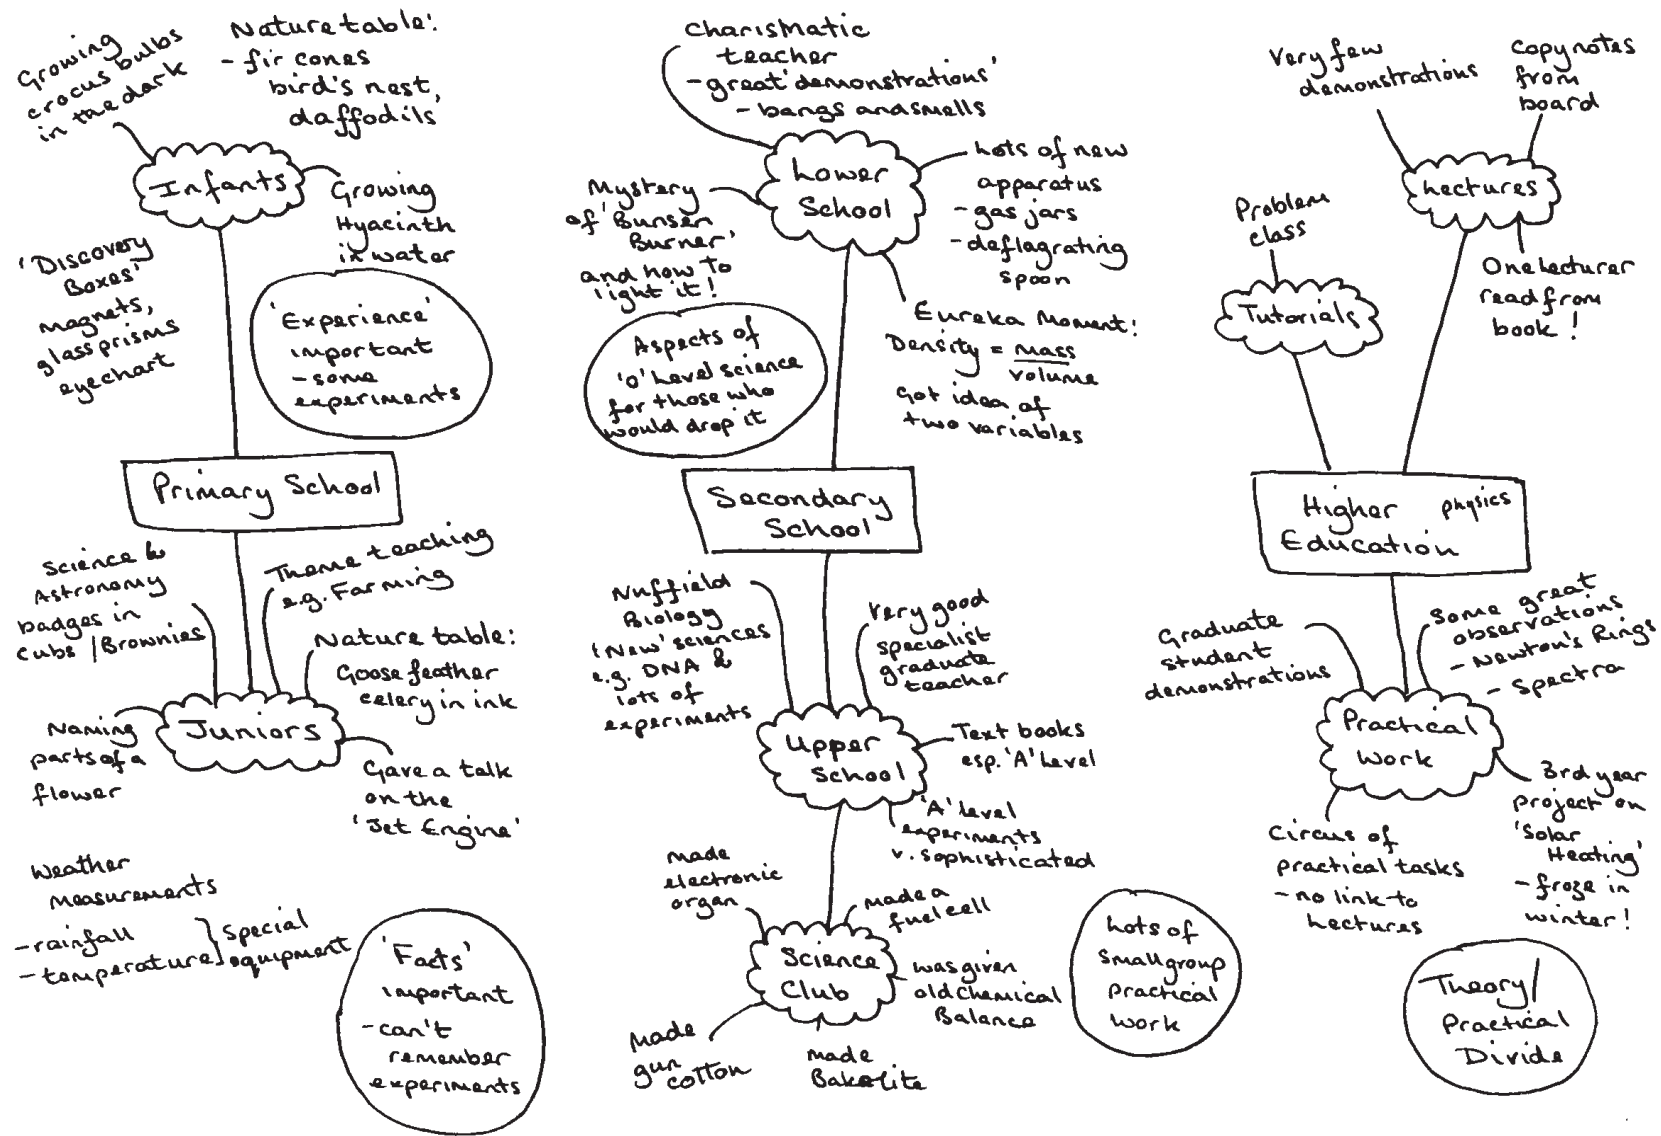 Growing
crocus bulbs
in the dark
Nature table:
- fir cones
bird's nest,
daffodils
Infants
Growing
Hyacinth
in water
'Discovery
Boxes'
magnets,
glass prisms
eyechart
'Experience'
important
- some
experiments
Primary School
Science &
Astronomy
badges in
cubs / Brownies
Theme teaching
e.g. Farming
Nature table:
Goose feather
celery in ink
Juniors
Naming
parts of a
flower
Gave a talk
on the
'Jet Engine'
Weather
measurements
- rainfall
- temperature
special
equipment
'Facts'
important
- can't
remember
experiments
Charismatic
teacher
- great 'demonstrations'
- bangs and smells
Lower
School
Mystery
of 'Bunsen
Burner'
and how to
light it!
Lots of new
apparatus
- gas jars
- deflagrating
spoon
Eureka Moment:
Density = mass
volume
Got idea of
two variables
Aspects of
'O' Level science
for those who
would drop it
Secondary
School
Nuffield
Biology
'New' sciences
e.g. DNA &
lots of
experiments
Very good
specialist
graduate
teacher
Upper
School
Text books
esp. 'A' Level
'A' Level
experiments
v. sophisticated
made
electronic
organ
made a
fuel cell
Science
Club
was given
old chemical
Balance
made
gun
cotton
made
Bakelite
Lots of
small group
practical
work
Very few
demonstrations
Copy notes
from
board
Lectures
One lecturer
read from
book!
Problem
class
Tutorials
Higher physics
Education
Graduate
student
demonstrations
Some great
observations
- Newton's Rings
- Spectra
Practical
Work
3rd year
project on
'Solar
Heating'
- froze in
winter!
Circus of
practical tasks
- no link to
Lectures
Theory/
Practical
Divide